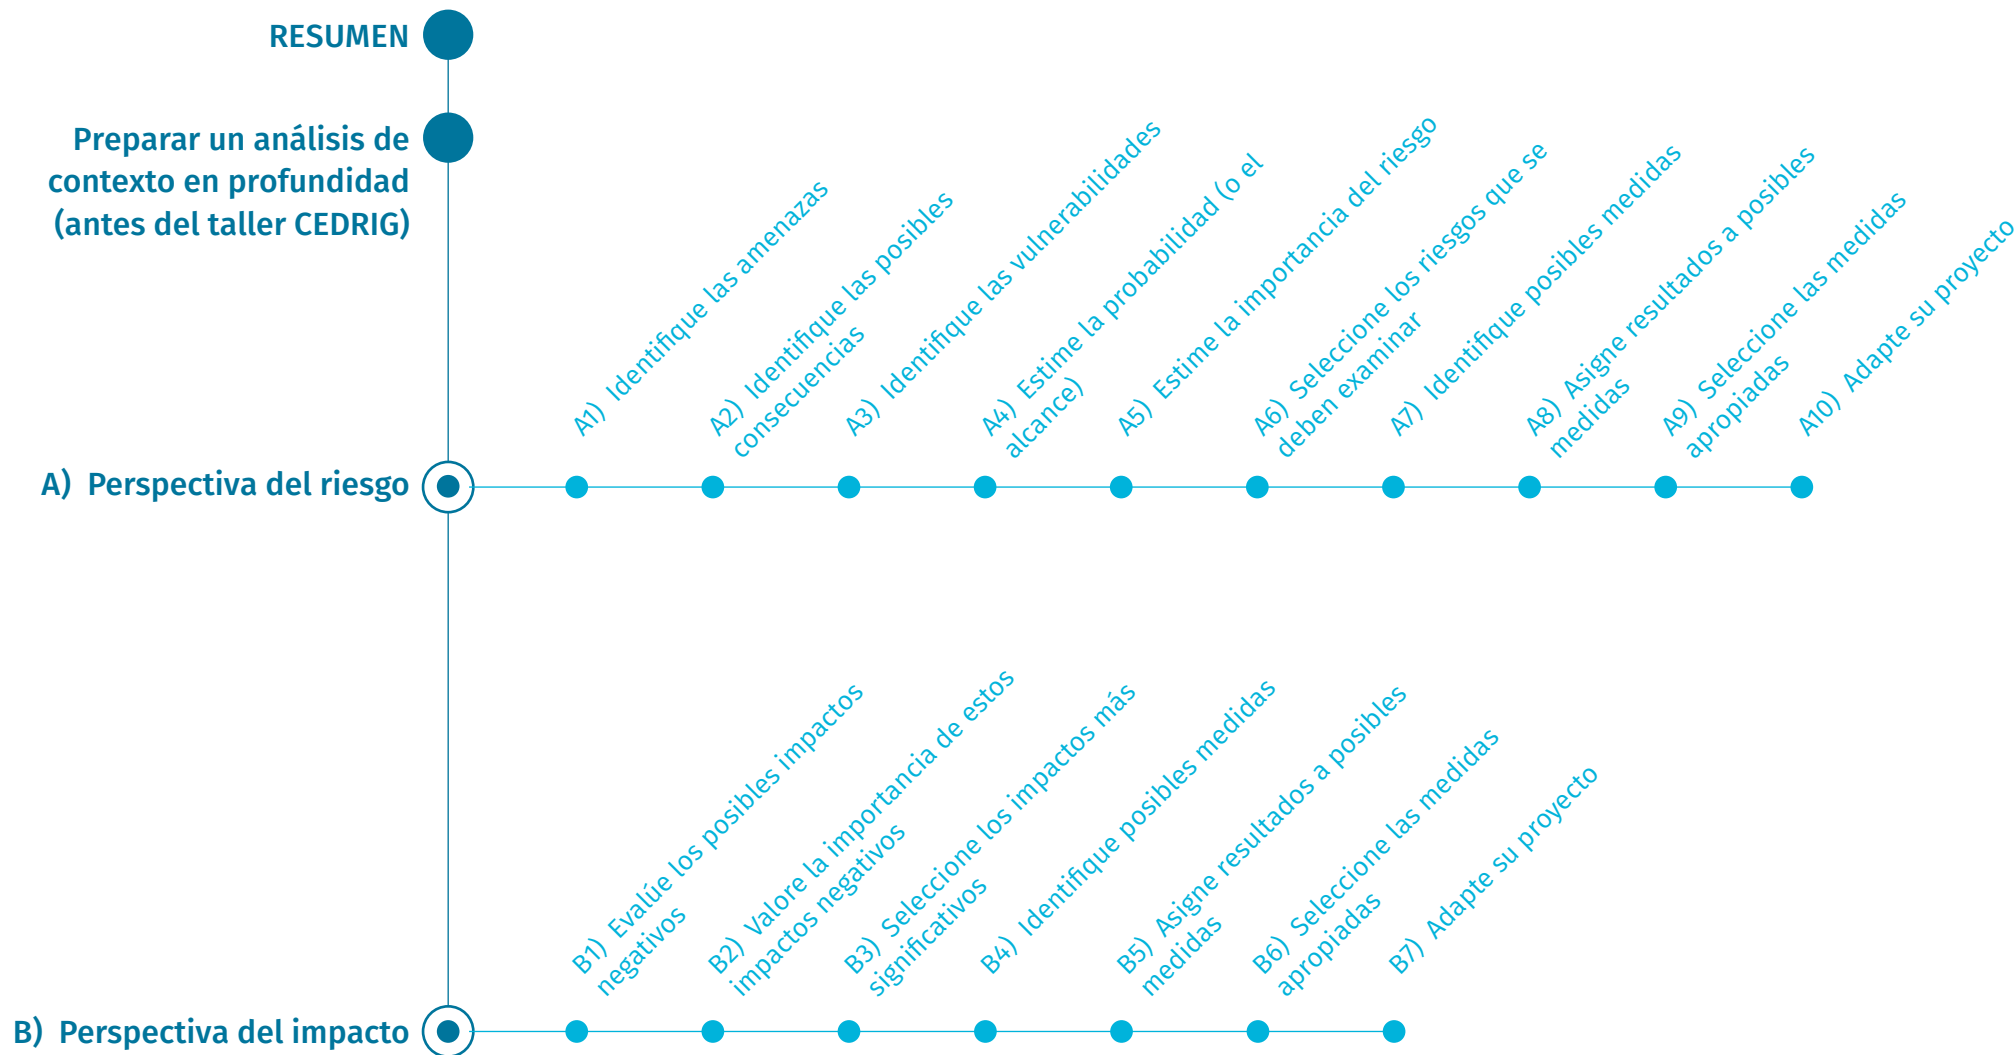 RESUMEN
Preparar un análisis de
contexto en profundidad
(antes del taller CEDRIG)
A) Perspectiva del riesgo
A1) Identifique las amenazas
A2) Identifique las posibles
consecuencias
A3) Identifique las vulnerabilidades
A4) Estime la probabilidad (o el
alcance)
A5) Estime la importancia del riesgo
A6) Seleccione los riesgos que se
deben examinar
A7) Identifique posibles medidas
A8) Asigne resultados a posibles
medidas
A9) Seleccione las medidas
apropiadas
A10) Adapte su proyecto
B) Perspectiva del impacto
B1) Evalúe los posibles impactos
negativos
B2) Valore la importancia de estos
impactos negativos
B3) Seleccione los impactos más
significativos
B4) Identifique posibles medidas
B5) Asigne resultados a posibles
medidas
B6) Seleccione las medidas
apropiadas
B7) Adapte su proyecto